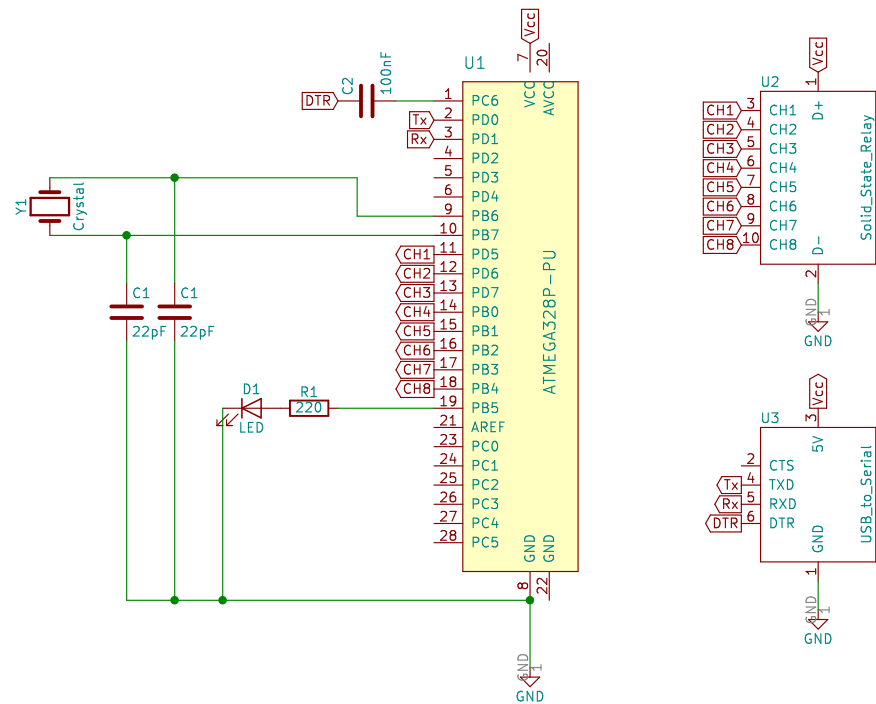 U1
C2
100nF
DTR
Vcc
7
20
VCC
AVCC
1 PC6
Tx 2 PD0
Rx 3 PD1
4 PD2
5 PD3
6 PD4
9 PB6
10 PB7
CH1 11 PD5
CH2 12 PD6
CH3 13 PD7
CH4 14 PB0
CH5 15 PB1
CH6 16 PB2
CH7 17 PB3
CH8 18 PB4
19 PB5
21 AREF
23 PC0
24 PC1
25 PC2
26 PC3
27 PC4
28 PC5
ATMEGA328P-PU
GND
GND
8
22
GND
1
GND
Y1
Crystal
C1
22pF
C1
22pF
D1
LED
R1
220
Vcc
1
U2
D+
CH1 3 CH1
CH2 4 CH2
CH3 5 CH3
CH4 6 CH4
CH5 7 CH5
CH6 8 CH6
CH7 9 CH7
CH8 10 CH8
Solid_State_Relay
D-
2
GND
1
GND
Vcc
3
U3
5V
2 CTS
Tx 4 TXD
Rx 5 RXD
DTR 6 DTR
USB_to_Serial
GND
1
GND
1
GND